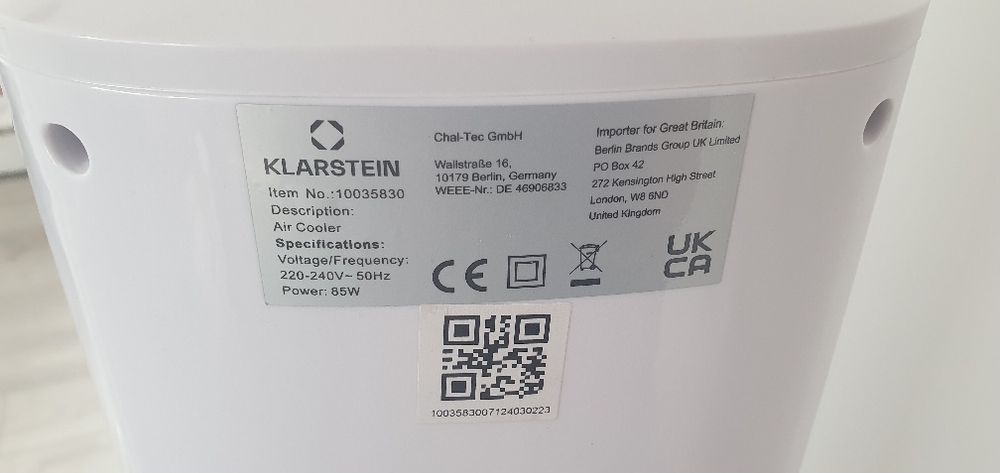 KLARSTEIN
Item No.:10035830
Description:
Air Cooler
Specifications:
Voltage/Frequency:
220-240V~ 50Hz
Power: 85W
Chal-Tec GmbH
Wallstraße 16,
10179 Berlin, Germany
WEEE-Nr.: DE 46906833
Importer for Great Britain:
Berlin Brands Group UK Limited
PO Box 42
272 Kensington High Street
London, W8 6ND
United Kingdom
CE
UK
CA
1003583007124030223